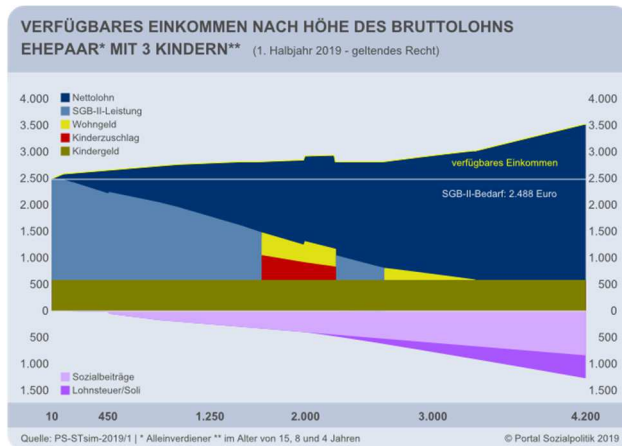 VERFÜGBARES EINKOMMEN NACH HÖHE DES BRUTTOLOHNS
EHEPAAR* MIT 3 KINDERN** (1. Halbjahr 2019 - geltendes Recht)
4.000 4.000
Nettolohn
3.500 3.500
SGB-II-Leistung
Wohngeld
3.000 3.000
Kinderzuschlag
verfügbares Einkommen
Kindergeld
2.500 2.500
SGB-II-Bedarf: 2.488 Euro
2.000 2.000
1.500 1.500
1.000 1.000
500 500
0 0
500 500
1.000 1.000
Sozialbeiträge
1.500 1.500
Lohnsteuer/Soli
10 450 1.250 2.000 3.000 4.200
Quelle: PS-STsim-2019/1 | * Alleinverdiener ** im Alter von 15, 8 und 4 Jahren © Portal Sozialpolitik 2019